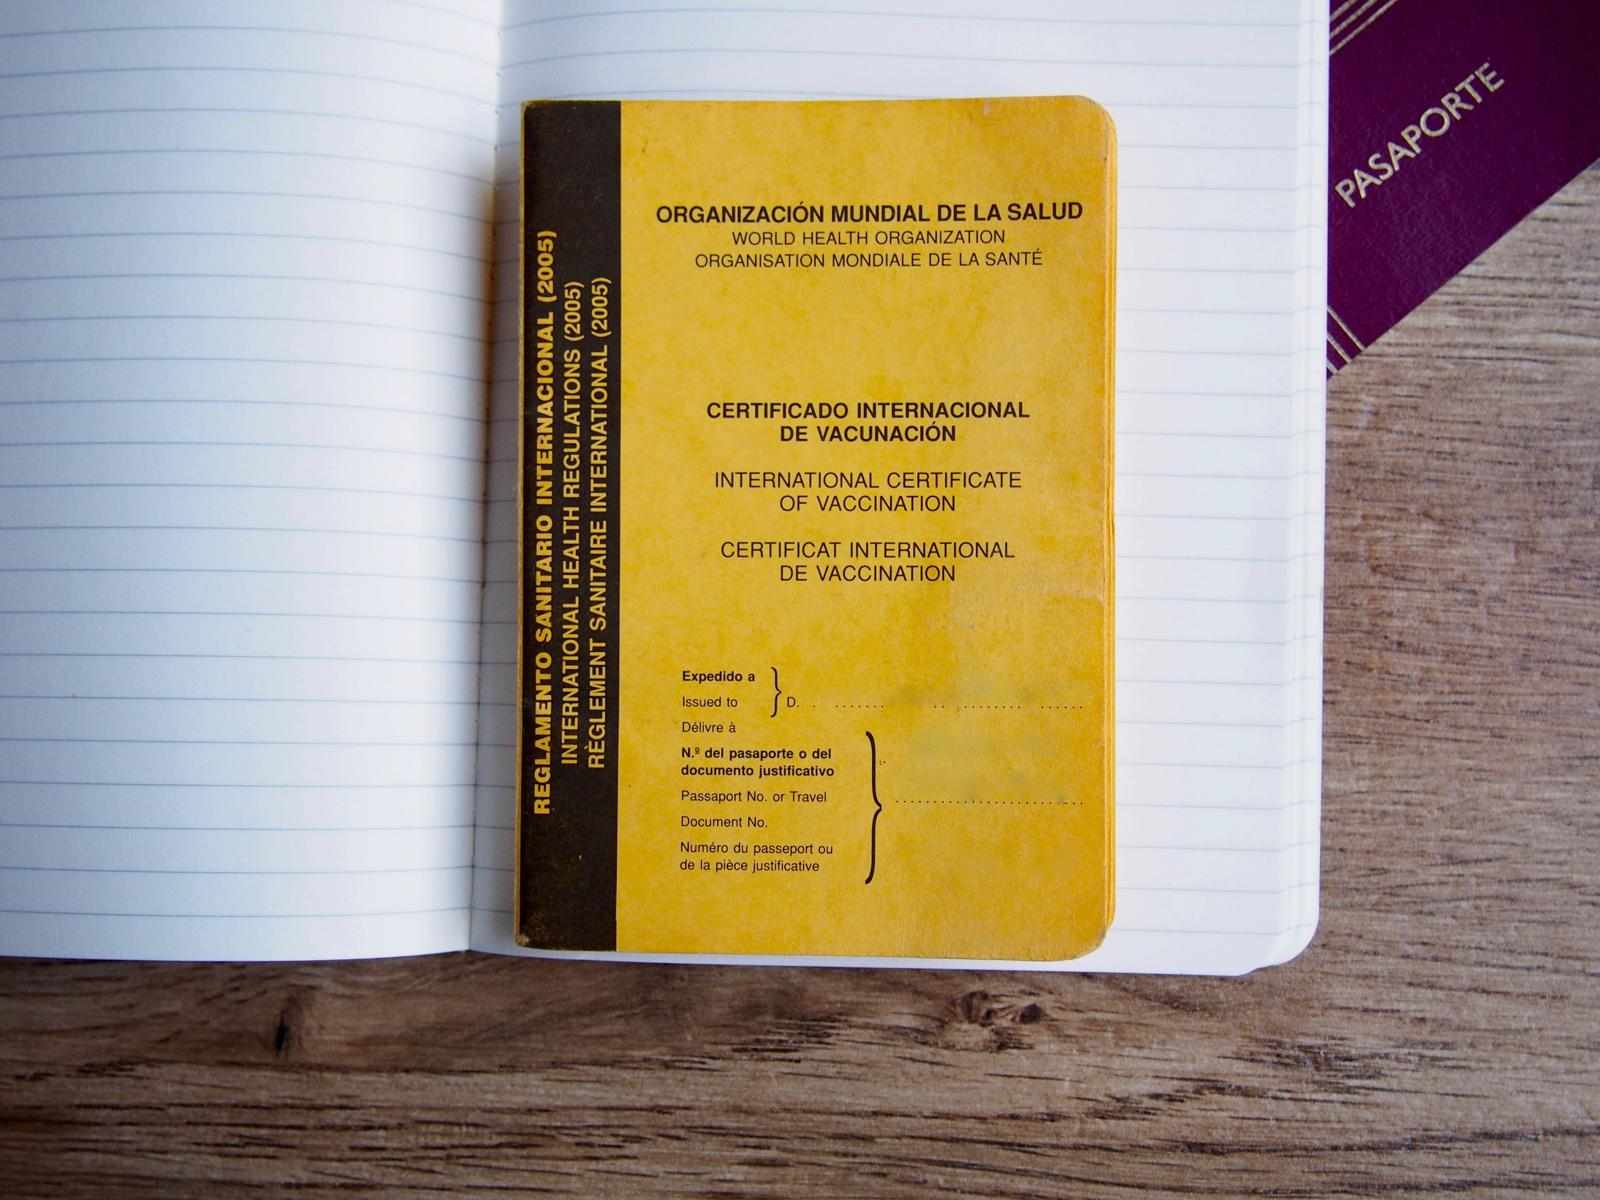 REGLAMENTO SANITARIO INTERNACIONAL (2005)
INTERNATIONAL HEALTH REGULATIONS (2005)
RÈGLEMENT SANITAIRE INTERNATIONAL (2005)
ORGANIZACIÓN MUNDIAL DE LA SALUD
WORLD HEALTH ORGANIZATION
ORGANISATION MONDIALE DE LA SANTÉ
CERTIFICADO INTERNACIONAL
DE VACUNACIÓN
INTERNATIONAL CERTIFICATE
OF VACCINATION
CERTIFICAT INTERNATIONAL
DE VACCINATION
Expedido a
Issued to D.
Délivre à
N.º del pasaporte o del
documento justificativo
Passaport No. or Travel
Document No.
Numéro du passeport ou
de la pièce justificative
PASAPORTE